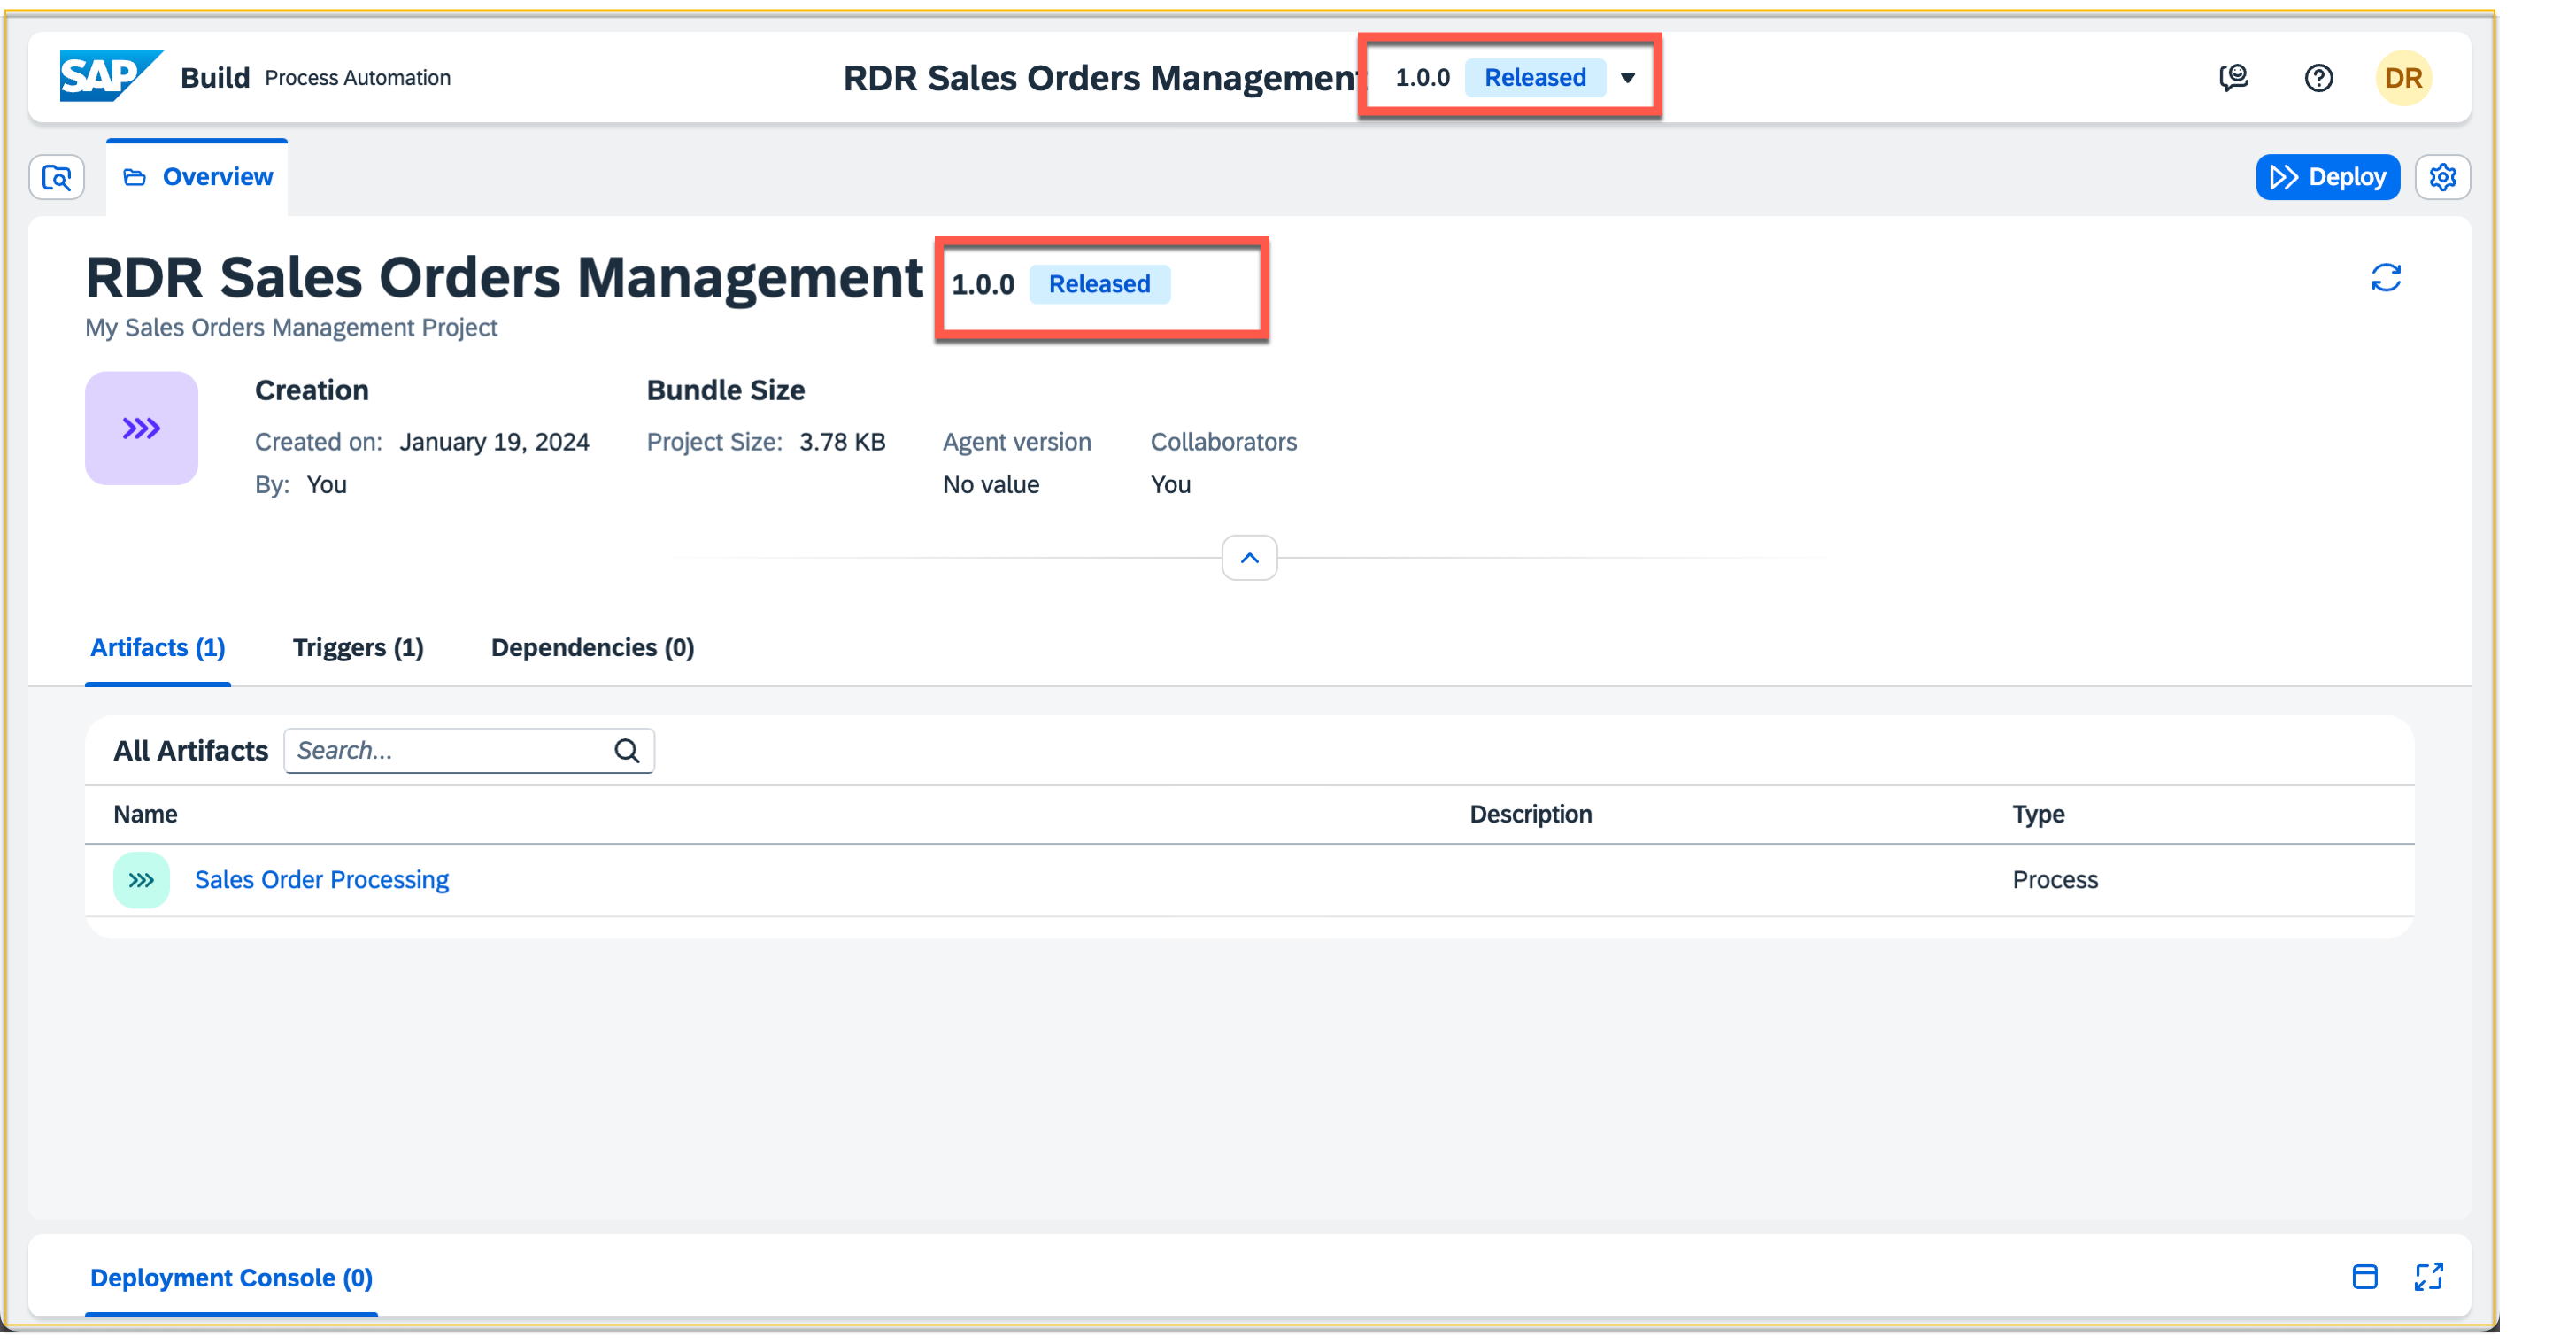 SAP Build Process Automation RDR Sales Orders Management 1.0.0 Released DR
Overview Deploy
RDR Sales Orders Management 1.0.0 Released
My Sales Orders Management Project
Creation Bundle Size
Created on: January 19, 2024 Project Size: 3.78 KB Agent version Collaborators
By: You No value You
Artifacts (1) Triggers (1) Dependencies (0)
All Artifacts Search...
Name Description Type
Sales Order Processing Process
Deployment Console (0)